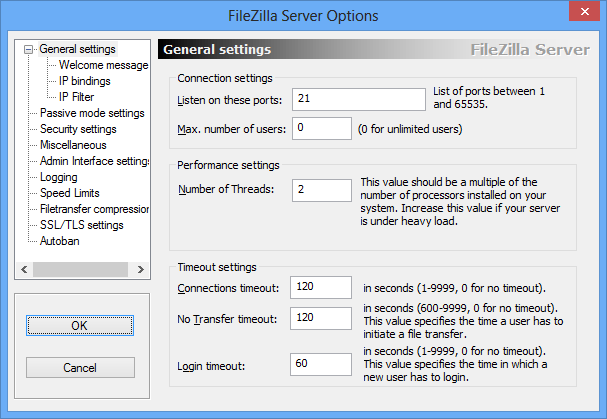 FileZilla Server Options
General settings
Welcome message
IP bindings
IP Filter
Passive mode settings
Security settings
Miscellaneous
Admin Interface settings
Logging
Speed Limits
Filetransfer compression
SSL/TLS settings
Autoban
OK
Cancel
General settings
FileZilla Server
Connection settings
Listen on these ports:
21
List of ports between 1
and 65535.
Max. number of users:
0
(0 for unlimited users)
Performance settings
Number of Threads:
2
This value should be a multiple of the
number of processors installed on your
system. Increase this value if your server
is under heavy load.
Timeout settings
Connections timeout:
120
in seconds (1-9999, 0 for no timeout).
No Transfer timeout:
120
in seconds (600-9999, 0 for no timeout).
This value specifies the time a user has to
initiate a file transfer.
Login timeout:
60
in seconds (1-9999, 0 for no timeout).
This value specifies the time in which a
new user has to login.